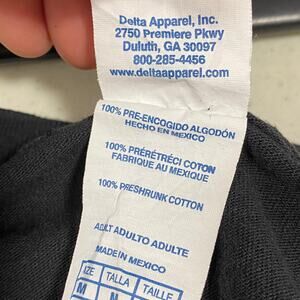 Delta Apparel, Inc.
2750 Premiere Pkwy
Duluth, GA 30097
800-285-4456
www.deltaapparel.com
100% PRE-ENCOGIDO ALGODÓN
HECHO EN MEXICO
100% PRÉRÉTRÉCI COTON
FABRIQUE AU MEXIQUE
100% PRESHRUNK COTTON
ADULT ADULTO ADULTE
MADE IN MEXICO
SIZE TALLA TAILLE
M M M